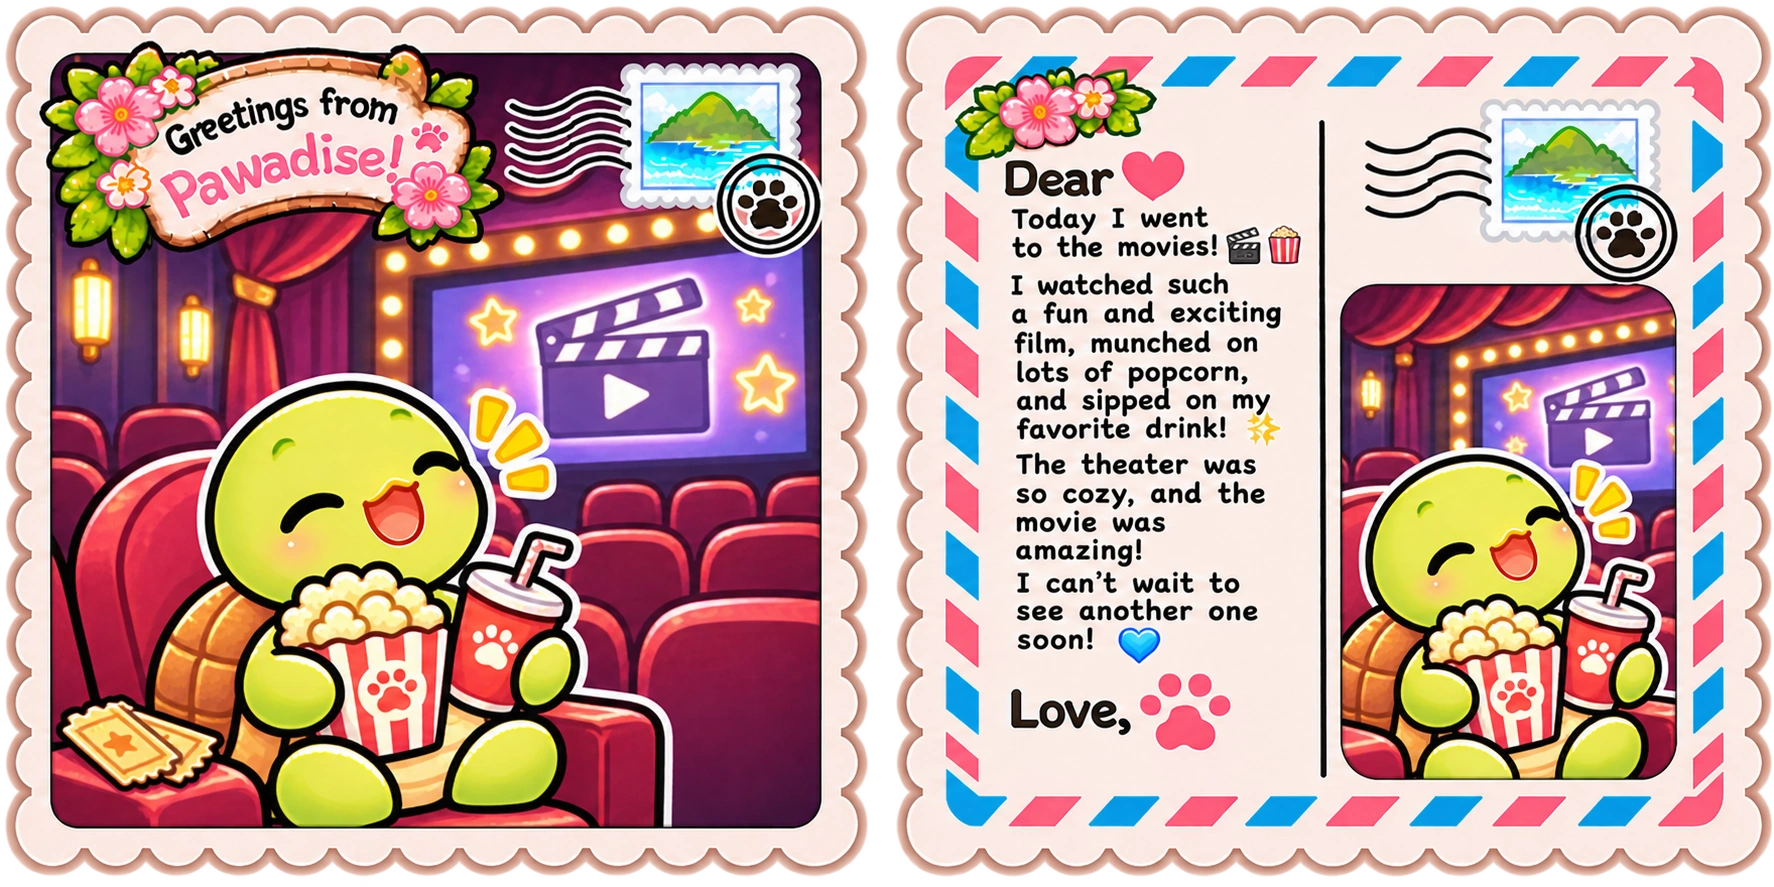 Greetings from
Pawadise!
Dear
Today I went
to the movies!
I watched such
a fun and exciting
film, munched on
lots of popcorn,
and sipped on my
favorite drink!
The theater was
so cozy, and the
movie was
amazing!
I can't wait to
see another one
soon!
Love,